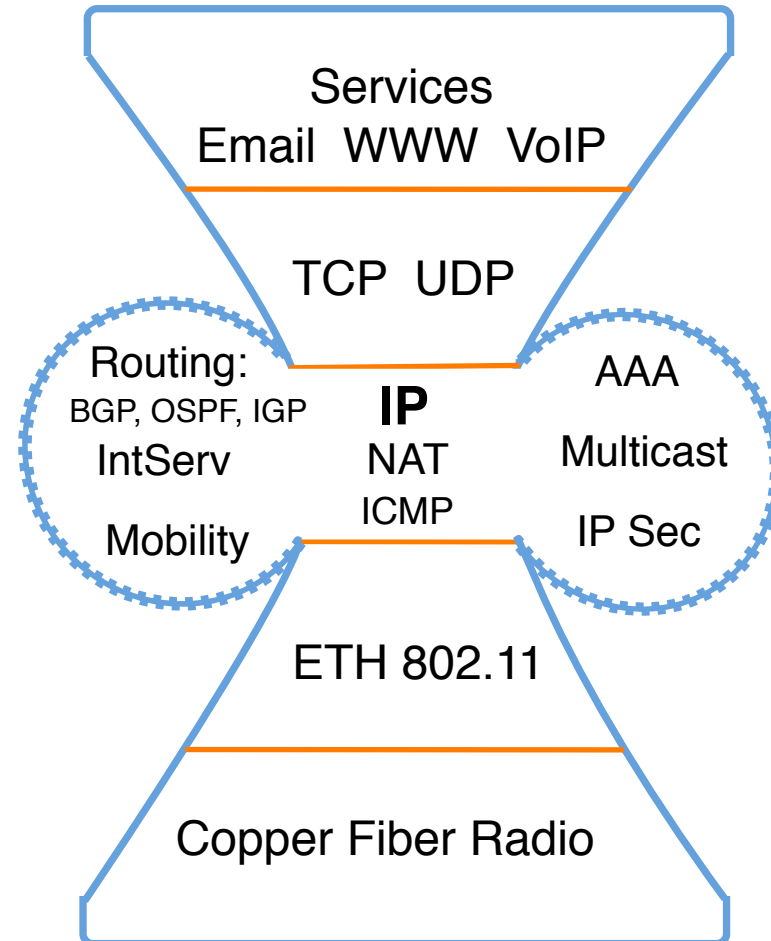 Services
Email WWW VoIP
TCP UDP
Routing:
BGP, OSPF, IGP
IntServ
Mobility
IP
NAT
ICMP
AAA
Multicast
IP Sec
ETH 802.11
Copper Fiber Radio